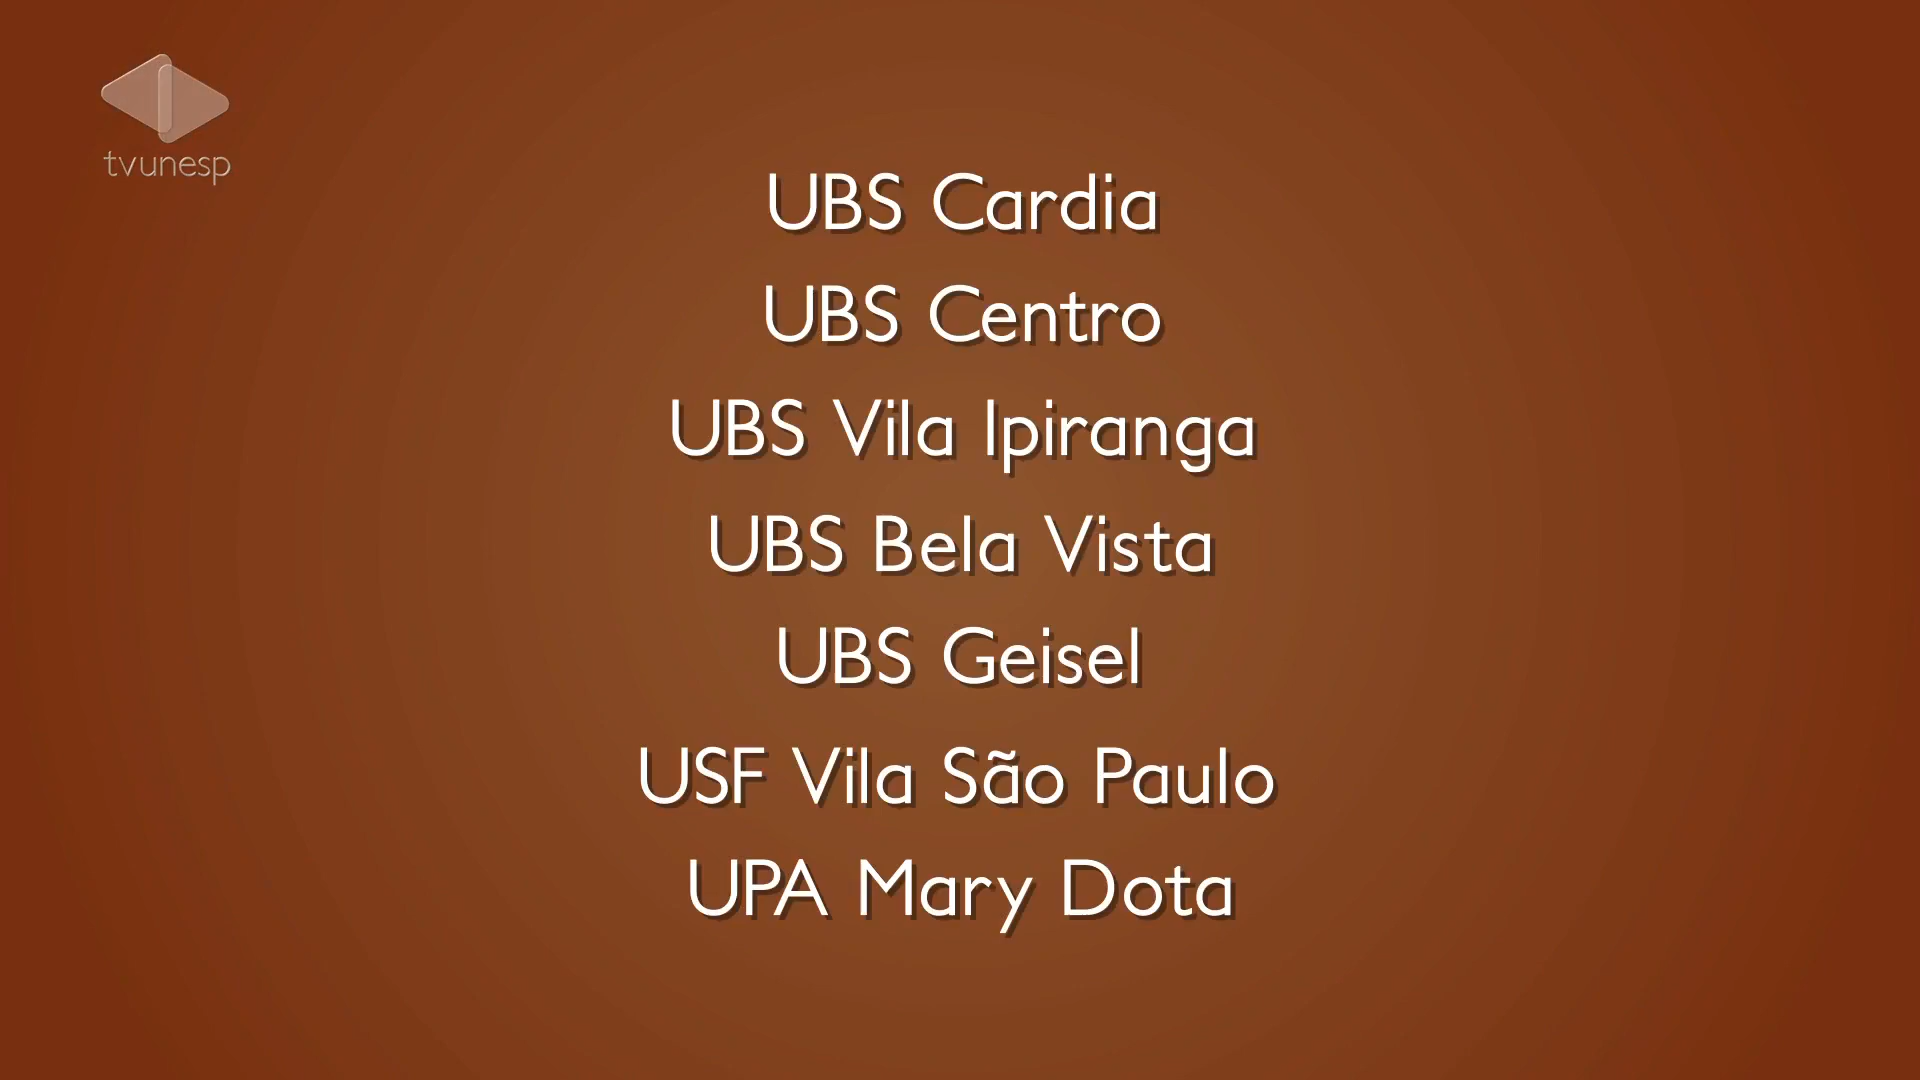 tvunesp
UBS Cardia
UBS Centro
UBS Vila Ipiranga
UBS Bela Vista
UBS Geisel
USF Vila São Paulo
UPA Mary Dota